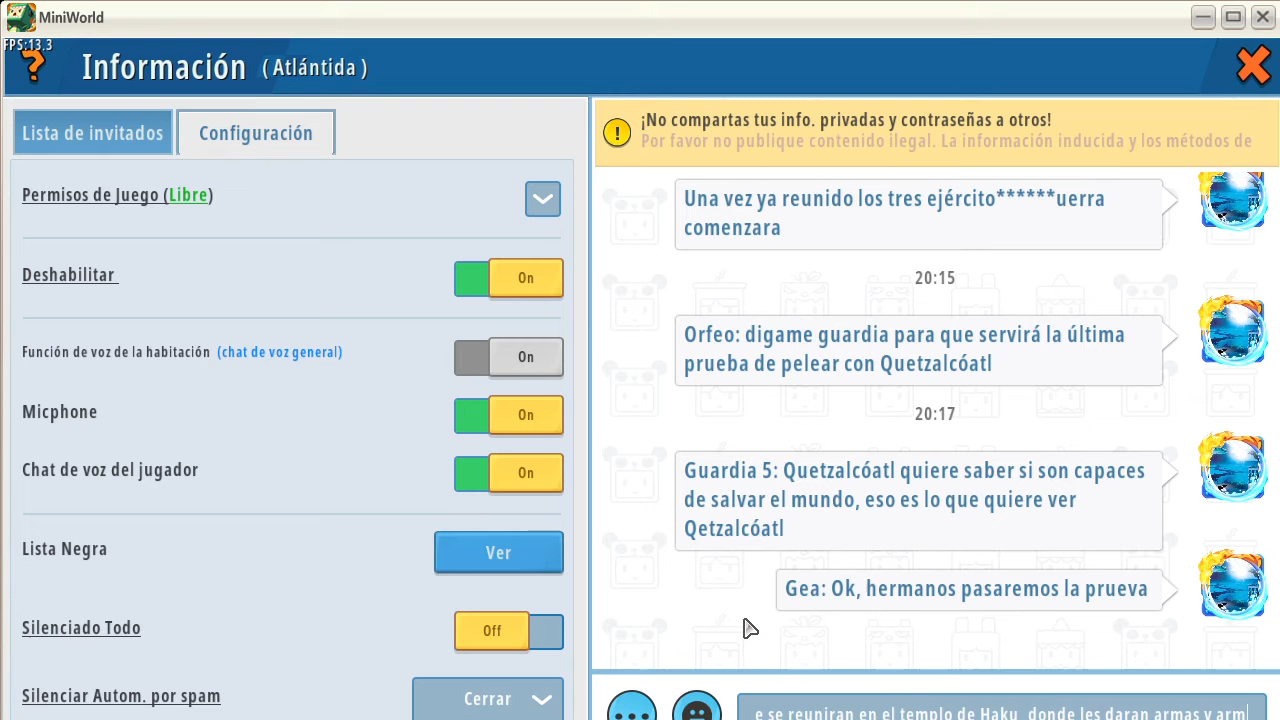 MiniWorld
FPS:13.3
Información ( Atlántida )
Lista de invitados
Configuración
Permisos de Juego (Libre)
Deshabilitar
On
Función de voz de la habitación (chat de voz general)
On
Micphone
On
Chat de voz del jugador
On
Lista Negra
Ver
Silenciado Todo
Off
Silenciar Autom. por spam
Cerrar
¡No compartas tus info. privadas y contraseñas a otros!
Por favor no publique contenido ilegal. La información inducida y los métodos de
Una vez ya reunido los tres ejército******uerra
comenzara
20:15
Orfeo: digame guardia para que servirá la última
prueba de pelear con Quetzalcóatl
20:17
Guardia 5: Quetzalcóatl quiere saber si son capaces
de salvar el mundo, eso es lo que quiere ver
Qetzalcóatl
Gea: Ok, hermanos pasaremos la prueva
e se reuniran en el templo de Haku, donde les daran armas y arm